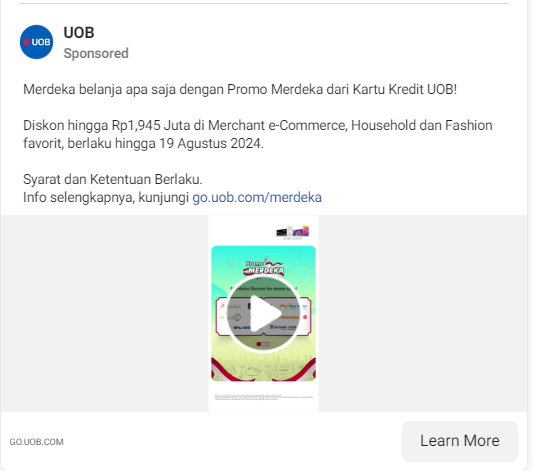 UOB
UOB
Sponsored
Merdeka belanja apa saja dengan Promo Merdeka dari Kartu Kredit UOB!
Diskon hingga Rp1,945 Juta di Merchant e-Commerce, Household dan Fashion
favorit, berlaku hingga 19 Agustus 2024.
Syarat dan Ketentuan Berlaku.
Info selengkapnya, kunjungi go.uob.com/merdeka
Promo
MERDEKA
GO.UOB.COM
Learn More